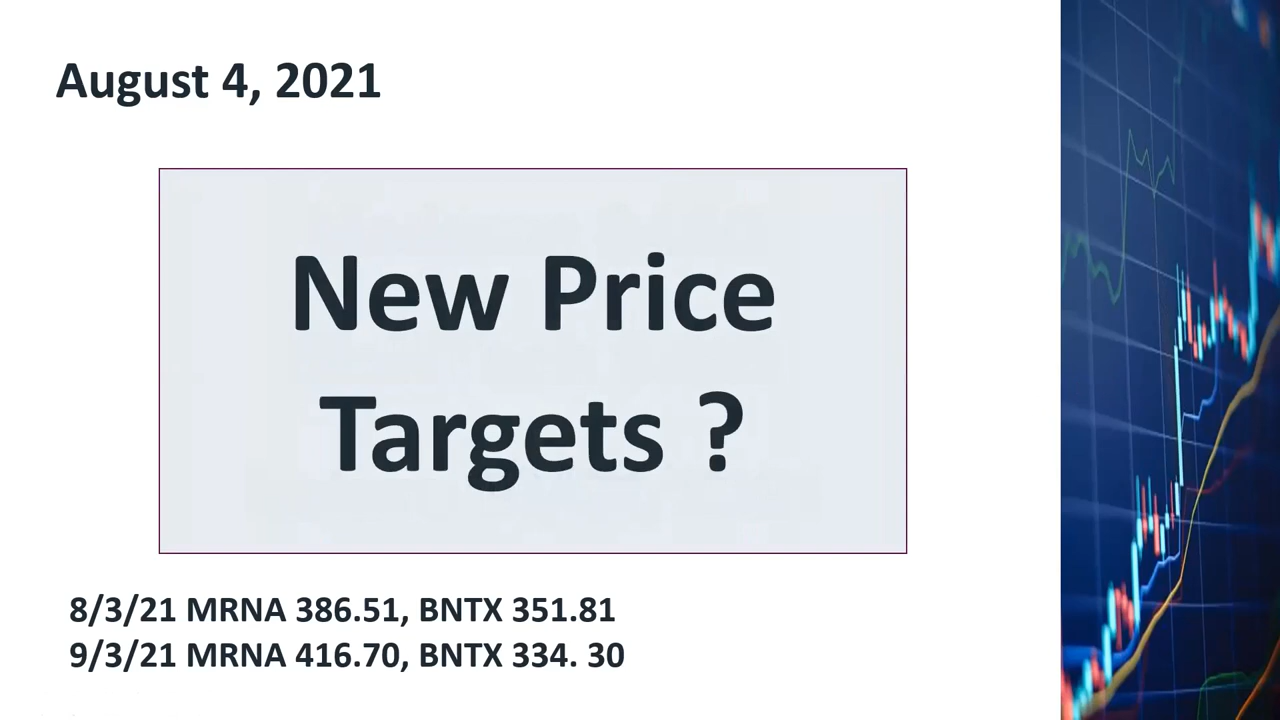 August 4, 2021
New Price
Targets ?
8/3/21 MRNA 386.51, BNTX 351.81
9/3/21 MRNA 416.70, BNTX 334. 30